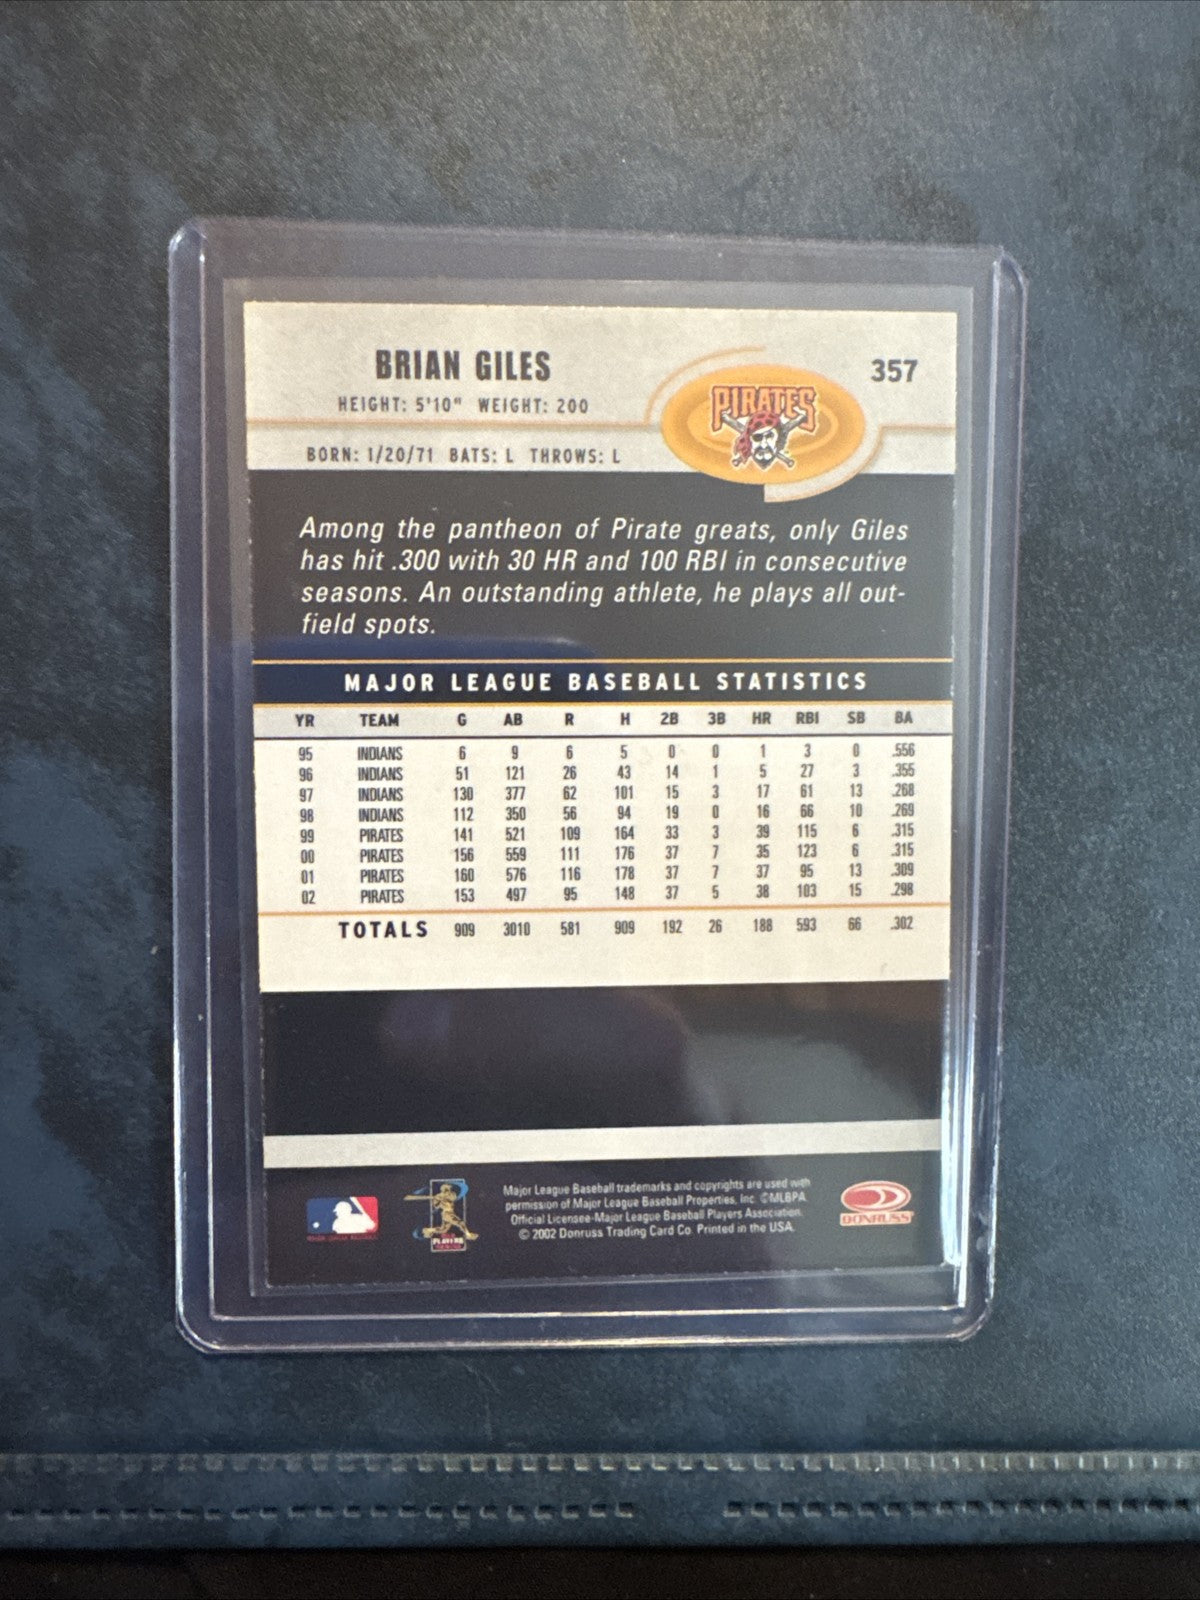 BRIAN GILES
357
HEIGHT: 5'10" WEIGHT: 200
PIRATES
BORN: 1/20/71 BATS: L THROWS: L
Among the pantheon of Pirate greats, only Giles
has hit .300 with 30 HR and 100 RBI in consecutive
seasons. An outstanding athlete, he plays all out-
field spots.
MAJOR LEAGUE BASEBALL STATISTICS
YR TEAM G AB R H 2B 3B HR RBI SB BA
95 INDIANS 6 9 6 5 0 0 1 3 0 .556
96 INDIANS 51 121 26 43 14 1 5 27 3 .355
97 INDIANS 130 377 62 101 15 3 17 61 13 .268
98 INDIANS 112 350 56 94 19 0 16 66 10 .269
99 PIRATES 141 521 109 164 33 3 39 115 6 .315
00 PIRATES 156 559 111 176 37 7 35 123 6 .315
01 PIRATES 160 576 116 178 37 7 37 95 13 .309
02 PIRATES 153 497 95 148 37 5 38 103 15 .298
TOTALS 909 3010 581 909 192 26 188 593 66 .302
Major League Baseball trademarks and copyrights are used with
permission of Major League Baseball Properties, Inc. ©MLBPA
Official Licensee-Major League Baseball Players Association.
© 2002 Donruss Trading Card Co. Printed in the USA.
MAJOR LEAGUE BASEBALL
PLAYERS
DONRUSS